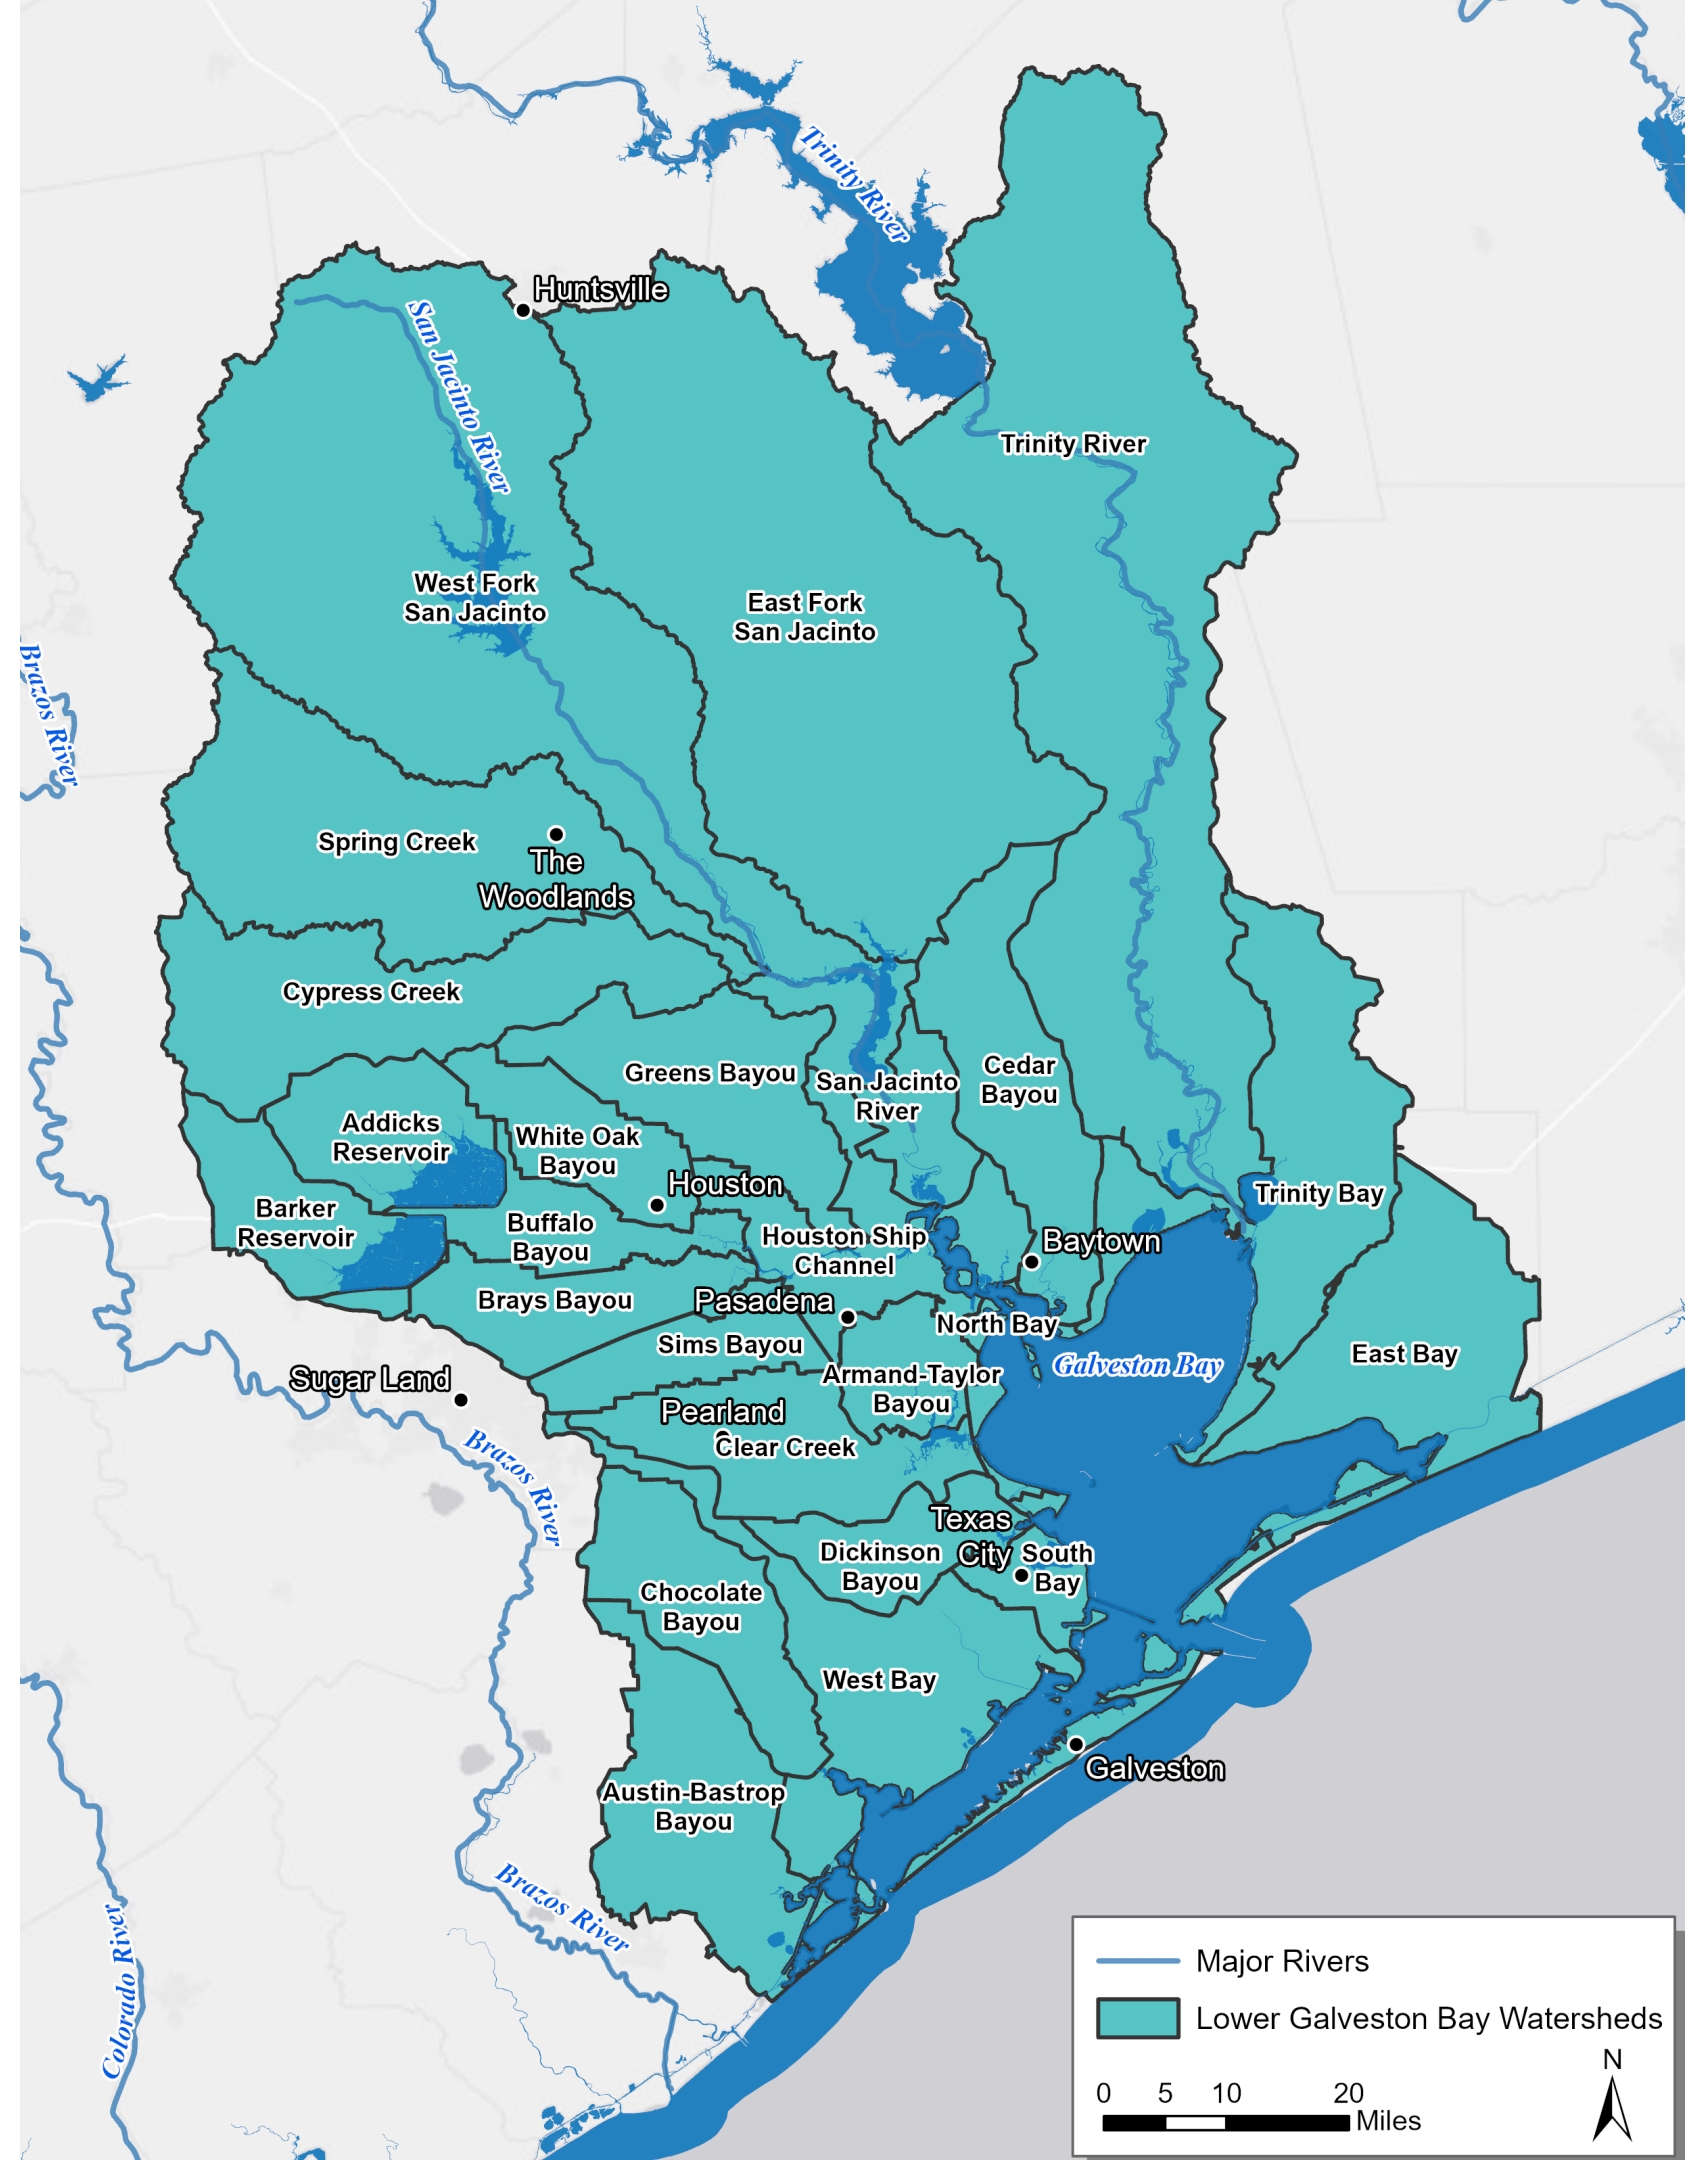 Trinity River
Huntsville
San Jacinto River
Trinity River
West Fork
San Jacinto
East Fork
San Jacinto
Brazos River
Spring Creek
The
Woodlands
Cypress Creek
Greens Bayou
San Jacinto
River
Cedar
Bayou
Addicks
Reservoir
White Oak
Bayou
Houston
Trinity Bay
Barker
Reservoir
Buffalo
Bayou
Houston Ship
Channel
Baytown
Brays Bayou
Pasadena
North Bay
Sims Bayou
Galveston Bay
East Bay
Sugar Land
Armand-Taylor
Bayou
Pearland
Clear Creek
Brazos River
Texas
City
South
Bay
Dickinson
Bayou
Chocolate
Bayou
West Bay
Galveston
Austin-Bastrop
Bayou
Brazos River
Colorado River
Major Rivers
Lower Galveston Bay Watersheds
N
0 5 10 20
Miles